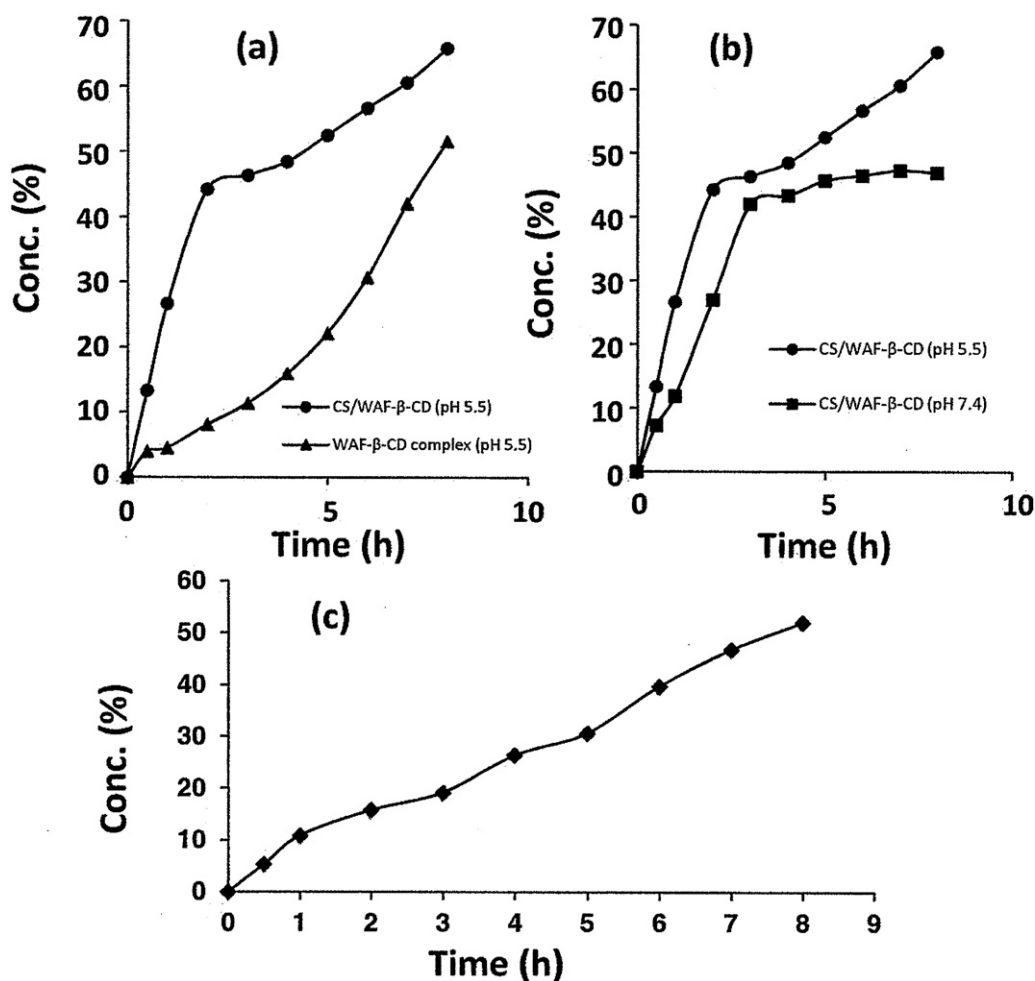 (a)
70
60
50
40
30
20
10
0
Conc. (%)
CS/WAF-β-CD (pH 5.5)
WAF-β-CD complex (pH 5.5)
0
5
10
Time (h)
(b)
70
60
50
40
30
20
10
0
Conc. (%)
CS/WAF-β-CD (pH 5.5)
CS/WAF-β-CD (pH 7.4)
0
5
10
Time (h)
(c)
60
50
40
30
20
10
0
Conc. (%)
0 1 2 3 4 5 6 7 8 9
Time (h)